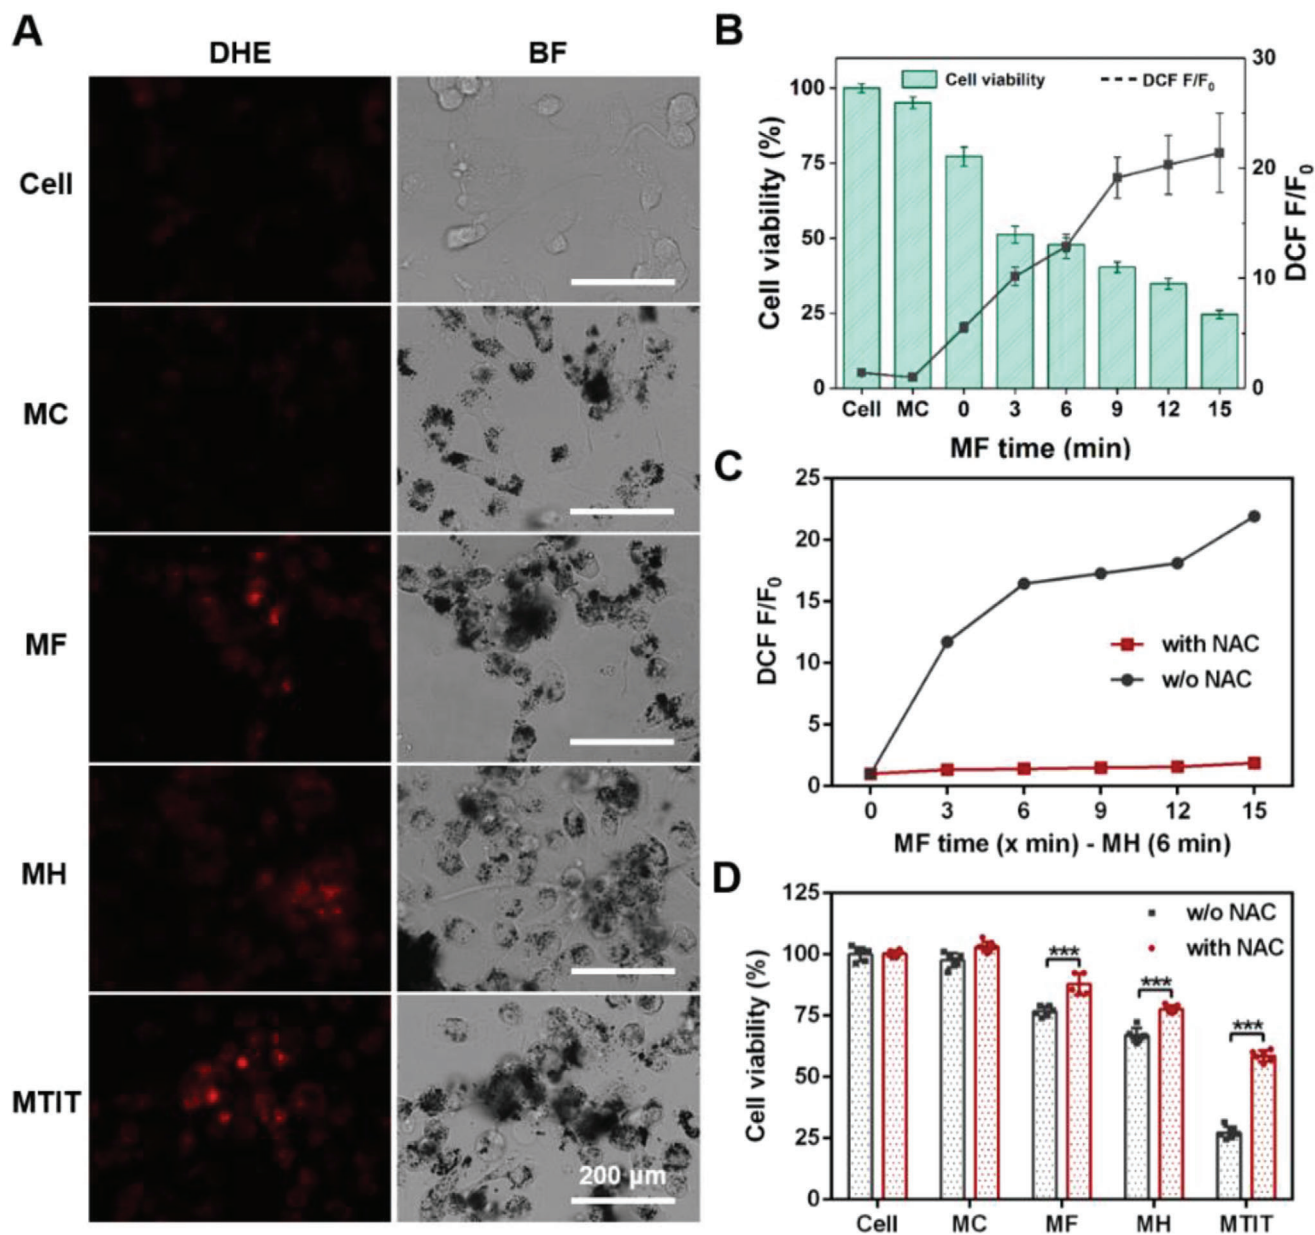 A
DHE
BF
Cell
MC
MF
MH
MTIT
200 μm
B
Cell viability
DCF F/F0
Cell viability (%)
100
75
50
25
0
30
20
10
0
DCF F/F0
Cell
MC
0
3
6
9
12
15
MF time (min)
C
DCF F/F0
25
20
15
10
5
0
with NAC
w/o NAC
0
3
6
9
12
15
MF time (x min) - MH (6 min)
D
Cell viability (%)
125
100
75
50
25
0
w/o NAC
with NAC
***
***
***
Cell
MC
MF
MH
MTIT